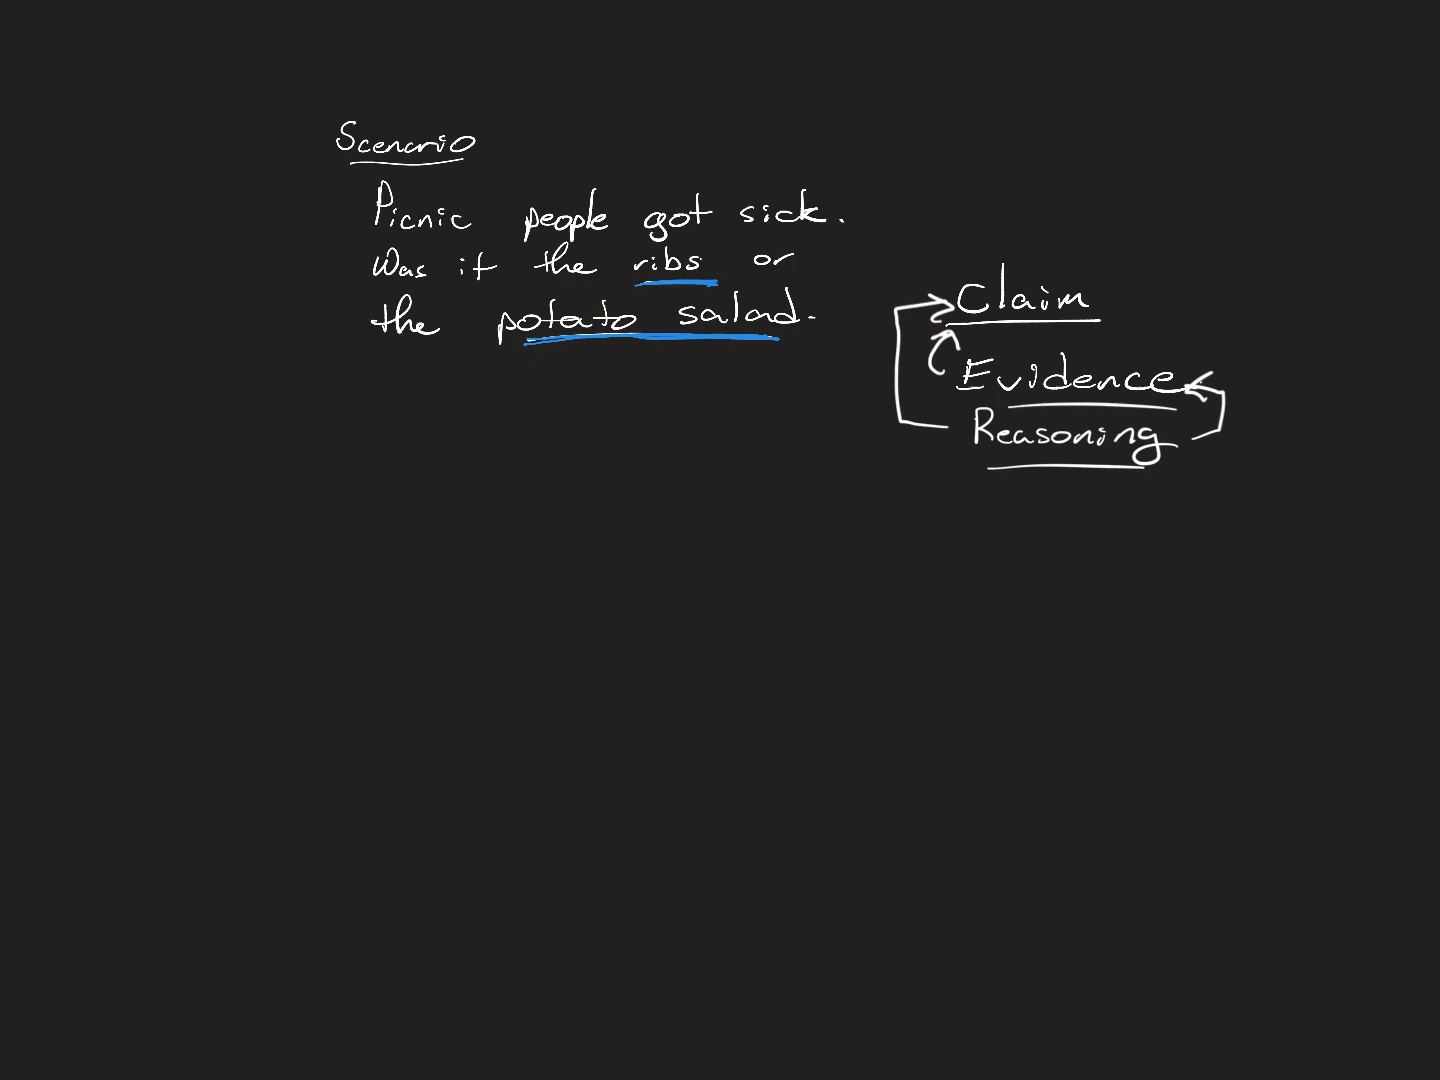 Scenario
Picnic people got sick.
Was it the ribs or
the potato salad.
Claim
Evidence
Reasoning